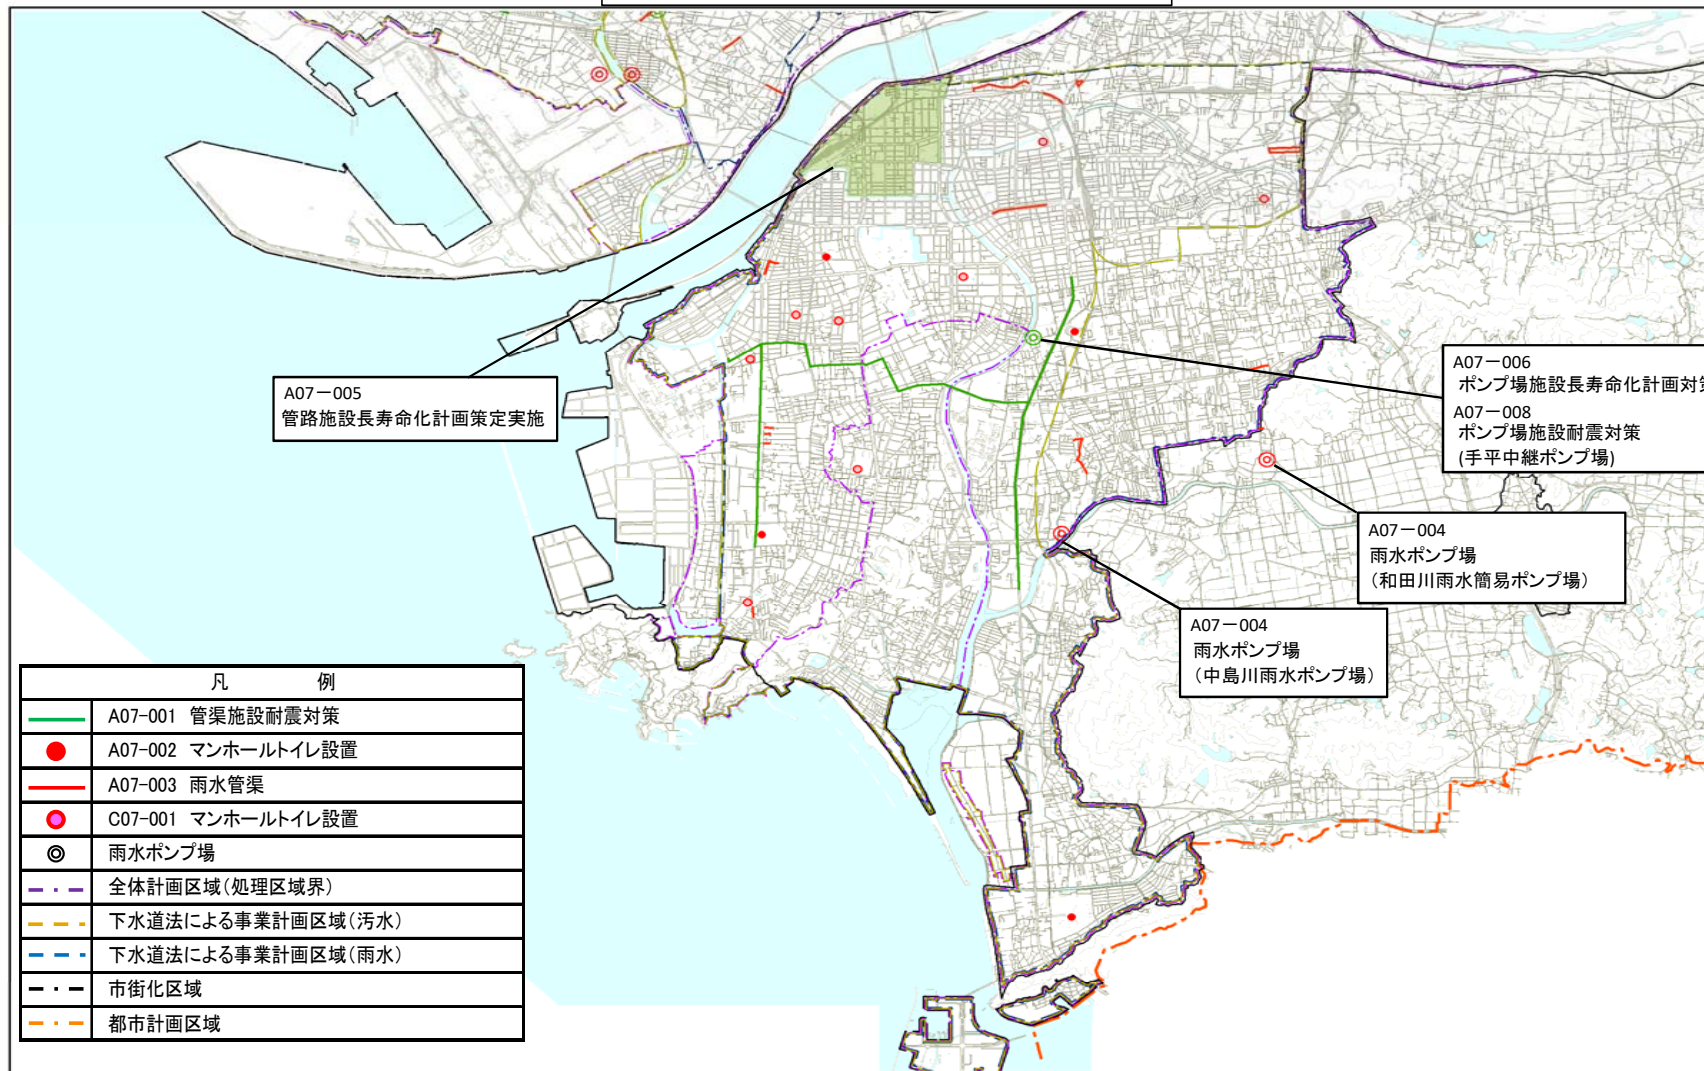 A07－005
管路施設長寿命化計画策定実施
A07－006
ポンプ場施設長寿命化計画対策
A07－008
ポンプ場施設耐震対策
(手平中継ポンプ場)
A07－004
雨水ポンプ場
（和田川雨水簡易ポンプ場）
A07－004
雨水ポンプ場
（中島川雨水ポンプ場）
凡　例
A07-001 管渠施設耐震対策
A07-002 マンホールトイレ設置
A07-003 雨水管渠
C07-001 マンホールトイレ設置
雨水ポンプ場
全体計画区域（処理区域界）
下水道法による事業計画区域（汚水）
下水道法による事業計画区域（雨水）
市街化区域
都市計画区域